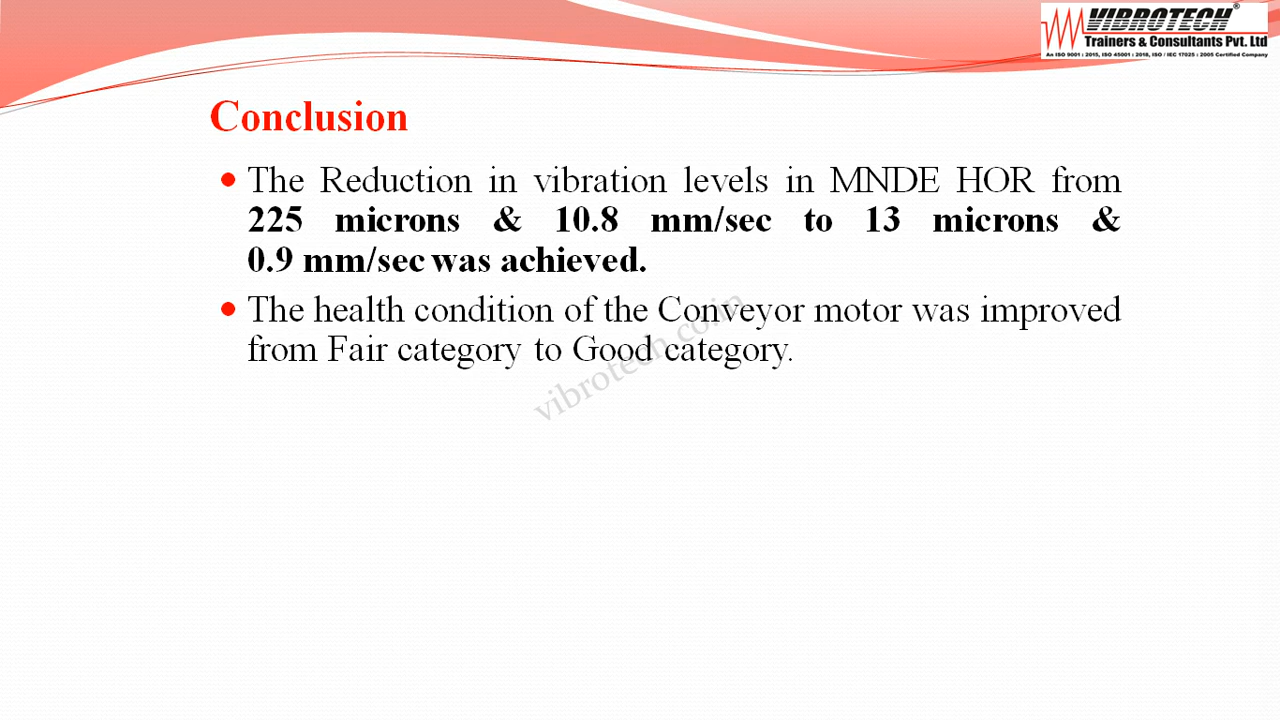 VIBROTECH®
Trainers & Consultants Pvt. Ltd
An ISO 9001 : 2015, ISO 45001 : 2018, ISO / IEC 17025 : 2005 Certified Company
Conclusion
• The Reduction in vibration levels in MNDE HOR from
225 microns & 10.8 mm/sec to 13 microns &
0.9 mm/sec was achieved.
• The health condition of the Conveyor motor was improved
from Fair category to Good category.
vibrotech.co.in